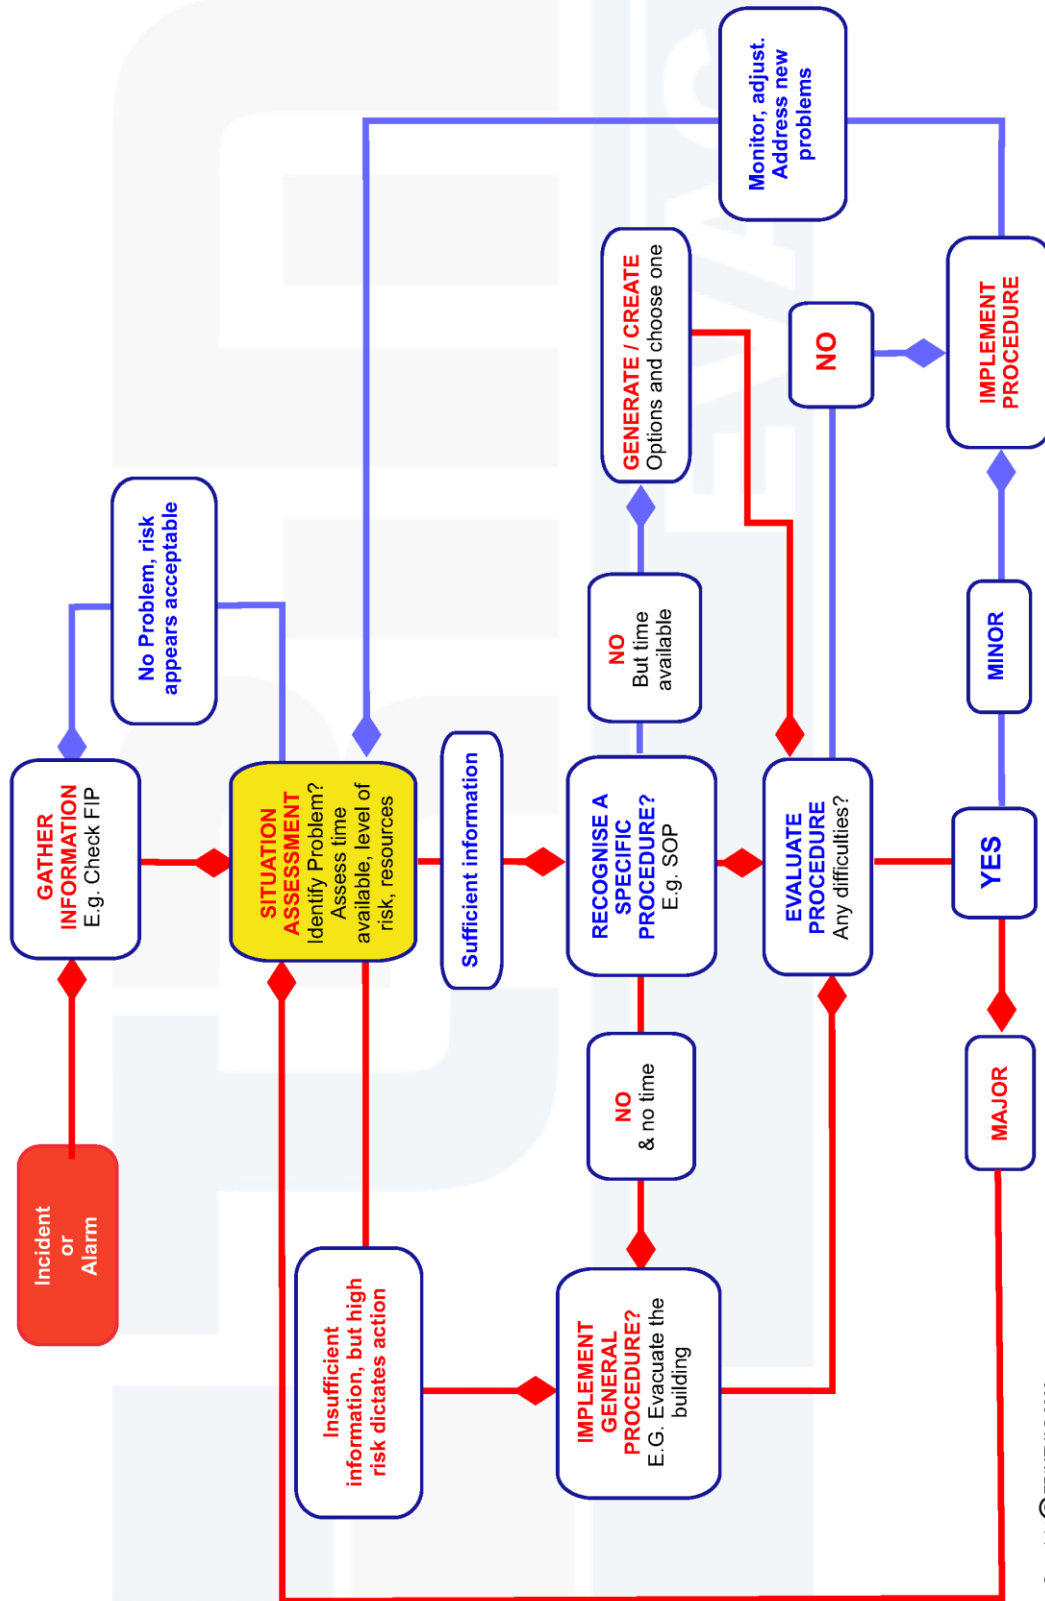 Incident
or
Alarm
GATHER
INFORMATION
E.g. Check FIP
No Problem, risk
appears acceptable
SITUATION
ASSESSMENT
Identify Problem?
Assess time
available, level of
risk, resources
Insufficient
information, but high
risk dictates action
Sufficient information
Monitor, adjust.
Address new
problems
IMPLEMENT
GENERAL
PROCEDURE?
E.G. Evacuate the
building
NO
& no time
RECOGNISE A
SPECIFIC
PROCEDURE?
E.g. SOP
NO
But time
available
GENERATE / CREATE
Options and choose one
EVALUATE
PROCEDURE
Any difficulties?
NO
MAJOR
YES
MINOR
IMPLEMENT
PROCEDURE
EVAC